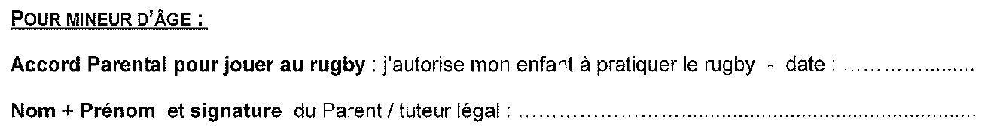 POUR MINEUR D'ÂGE :
Accord Parental pour jouer au rugby : j'autorise mon enfant à pratiquer le rugby - date : ........................
Nom + Prénom et signature du Parent / tuteur légal : ................................................................................